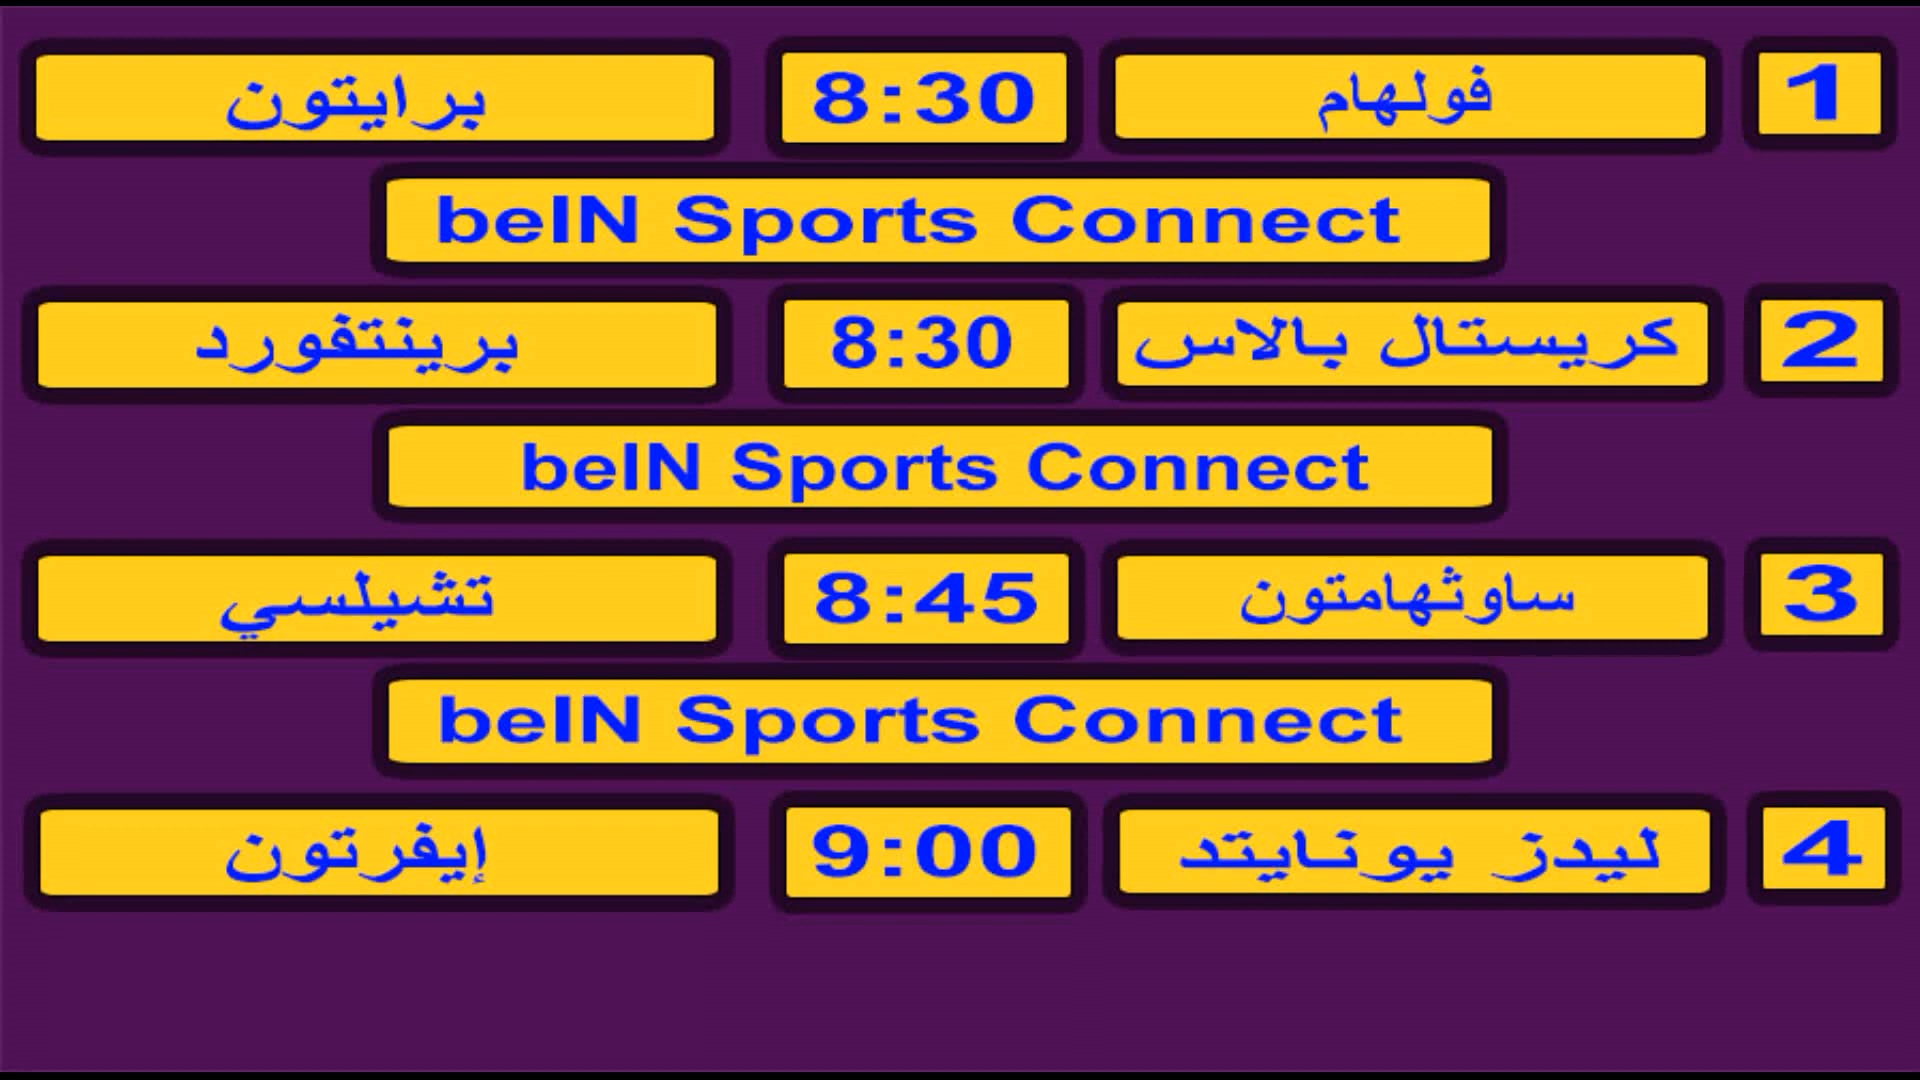 1 فولهام 8:30 برايتون
beIN Sports Connect
2 كريستال بالاس 8:30 برينتفورد
beIN Sports Connect
3 ساوثهامتون 8:45 تشيلسي
beIN Sports Connect
4 ليدز يونايتد 9:00 إيفرتون